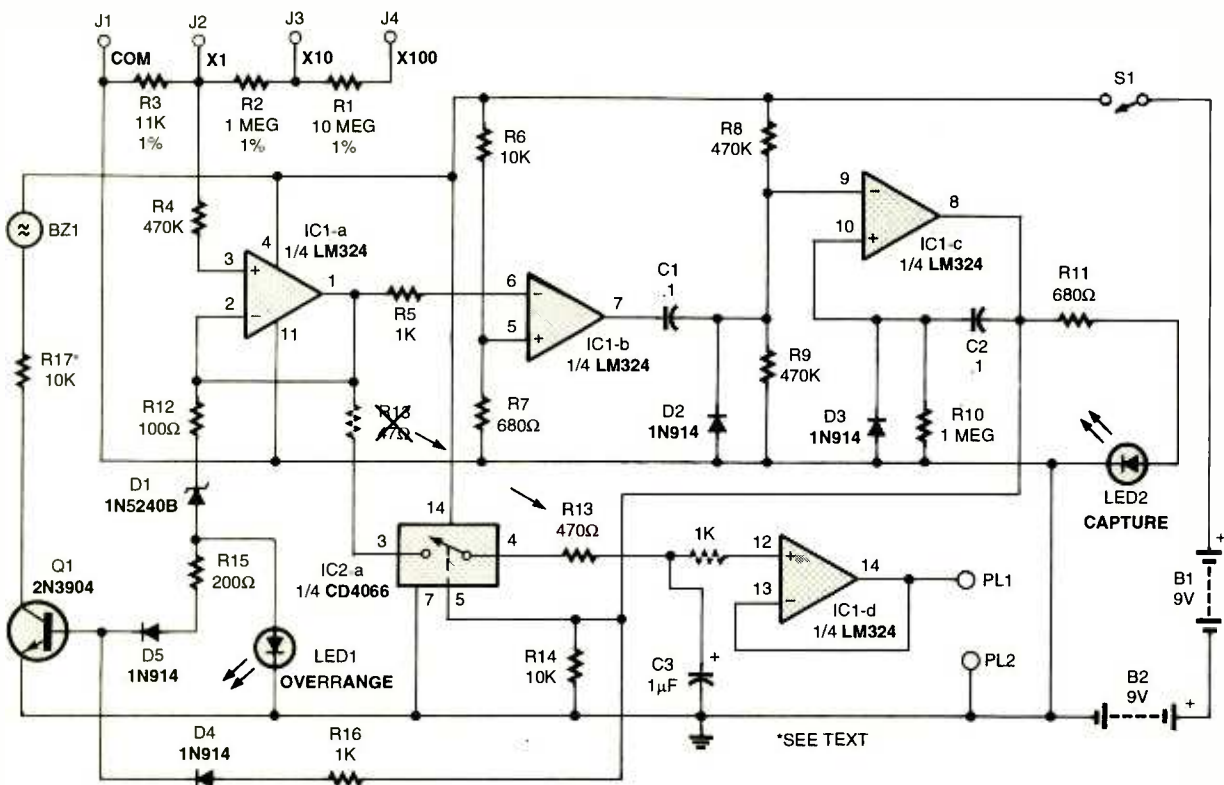 J1
J2
J3
J4
COM
X1
X10
X100
R3
11K
1%
R2
1 MEG
1%
R1
10 MEG
1%
S1
R6
10K
R8
470K
R4
470K
BZ1
IC1-a
1/4 LM324
4
3
+
2
−
1
11
R5
1K
6
−
5
+
7
IC1-b
1/4 LM324
C1
.1
9
−
10
+
8
IC1-c
1/4 LM324
R11
680Ω
R17*
10K
R12
100Ω
R13
47Ω
R7
680Ω
D2
1N914
R9
470K
D3
1N914
R10
1 MEG
C2
.1
LED2
CAPTURE
D1
1N5240B
14
3
4
7
5
IC2-a
1/4 CD4066
R13
470Ω
1K
12
+
13
−
14
IC1-d
1/4 LM324
PL1
PL2
+
B1
9V
Q1
2N3904
R15
200Ω
D5
1N914
LED1
OVERRANGE
R14
10K
C3
1μF
+
B2
9V
+
*SEE TEXT
D4
1N914
R16
1K